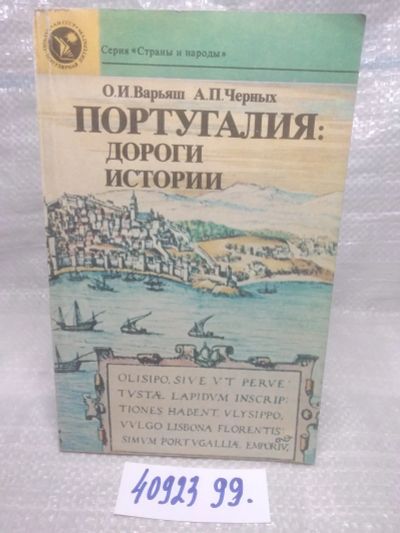 Серия «Страны и народы»
О.И.Варьяш А.П.Черных
ПОРТУГАЛИЯ:
ДОРОГИ
ИСТОРИИ
OLISIPO, SIVE VT PERVE-
TVSTÆ LAPIDVM INSCRIP-
TIONES HABENT, VLYSIPPO,
VVLGO LISBONA FLORENTIS-
SIMVM PORTVGALLIÆ EMPORIV,
40923 99.